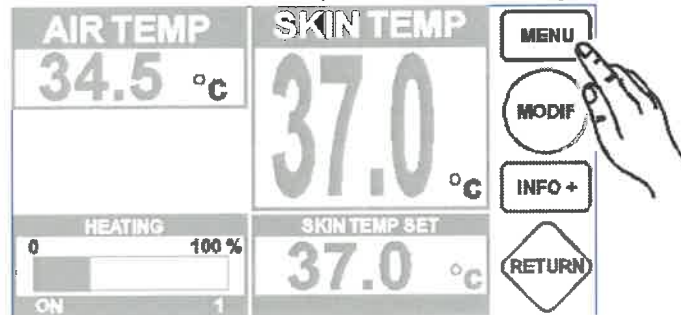 AIR TEMP
34.5 °C
SKIN TEMP
37.0 °C
HEATING
0 100 %
ON 1
SKIN TEMP SET
37.0 °C
MENU
MODIF
INFO +
RETURN